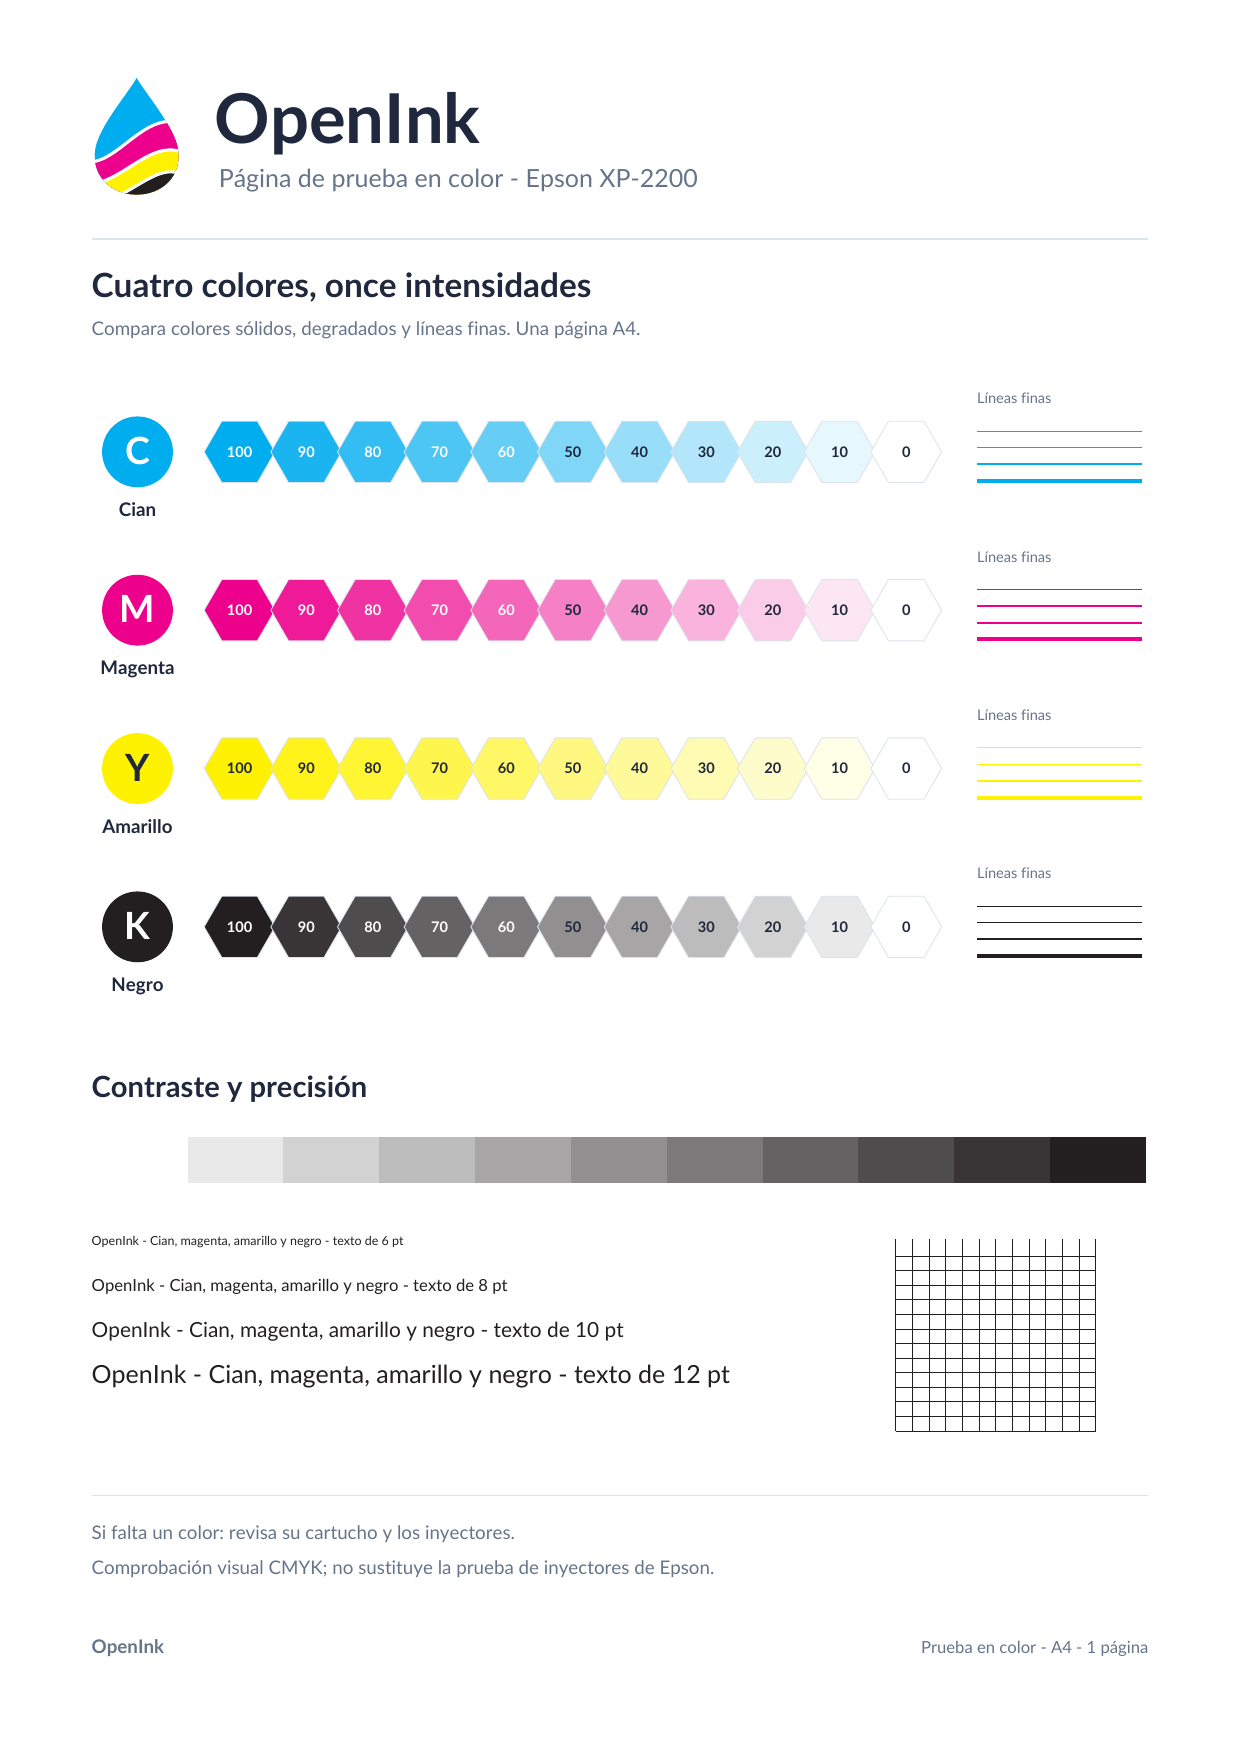 OpenInk
Página de prueba en color - Epson XP-2200
Cuatro colores, once intensidades
Compara colores sólidos, degradados y líneas finas. Una página A4.
Líneas finas
C 100 90 80 70 60 50 40 30 20 10 0
Cian
Líneas finas
M 100 90 80 70 60 50 40 30 20 10 0
Magenta
Líneas finas
Y 100 90 80 70 60 50 40 30 20 10 0
Amarillo
Líneas finas
K 100 90 80 70 60 50 40 30 20 10 0
Negro
Contraste y precisión
OpenInk - Cian, magenta, amarillo y negro - texto de 6 pt
OpenInk - Cian, magenta, amarillo y negro - texto de 8 pt
OpenInk - Cian, magenta, amarillo y negro - texto de 10 pt
OpenInk - Cian, magenta, amarillo y negro - texto de 12 pt
Si falta un color: revisa su cartucho y los inyectores.
Comprobación visual CMYK; no sustituye la prueba de inyectores de Epson.
OpenInk
Prueba en color - A4 - 1 página